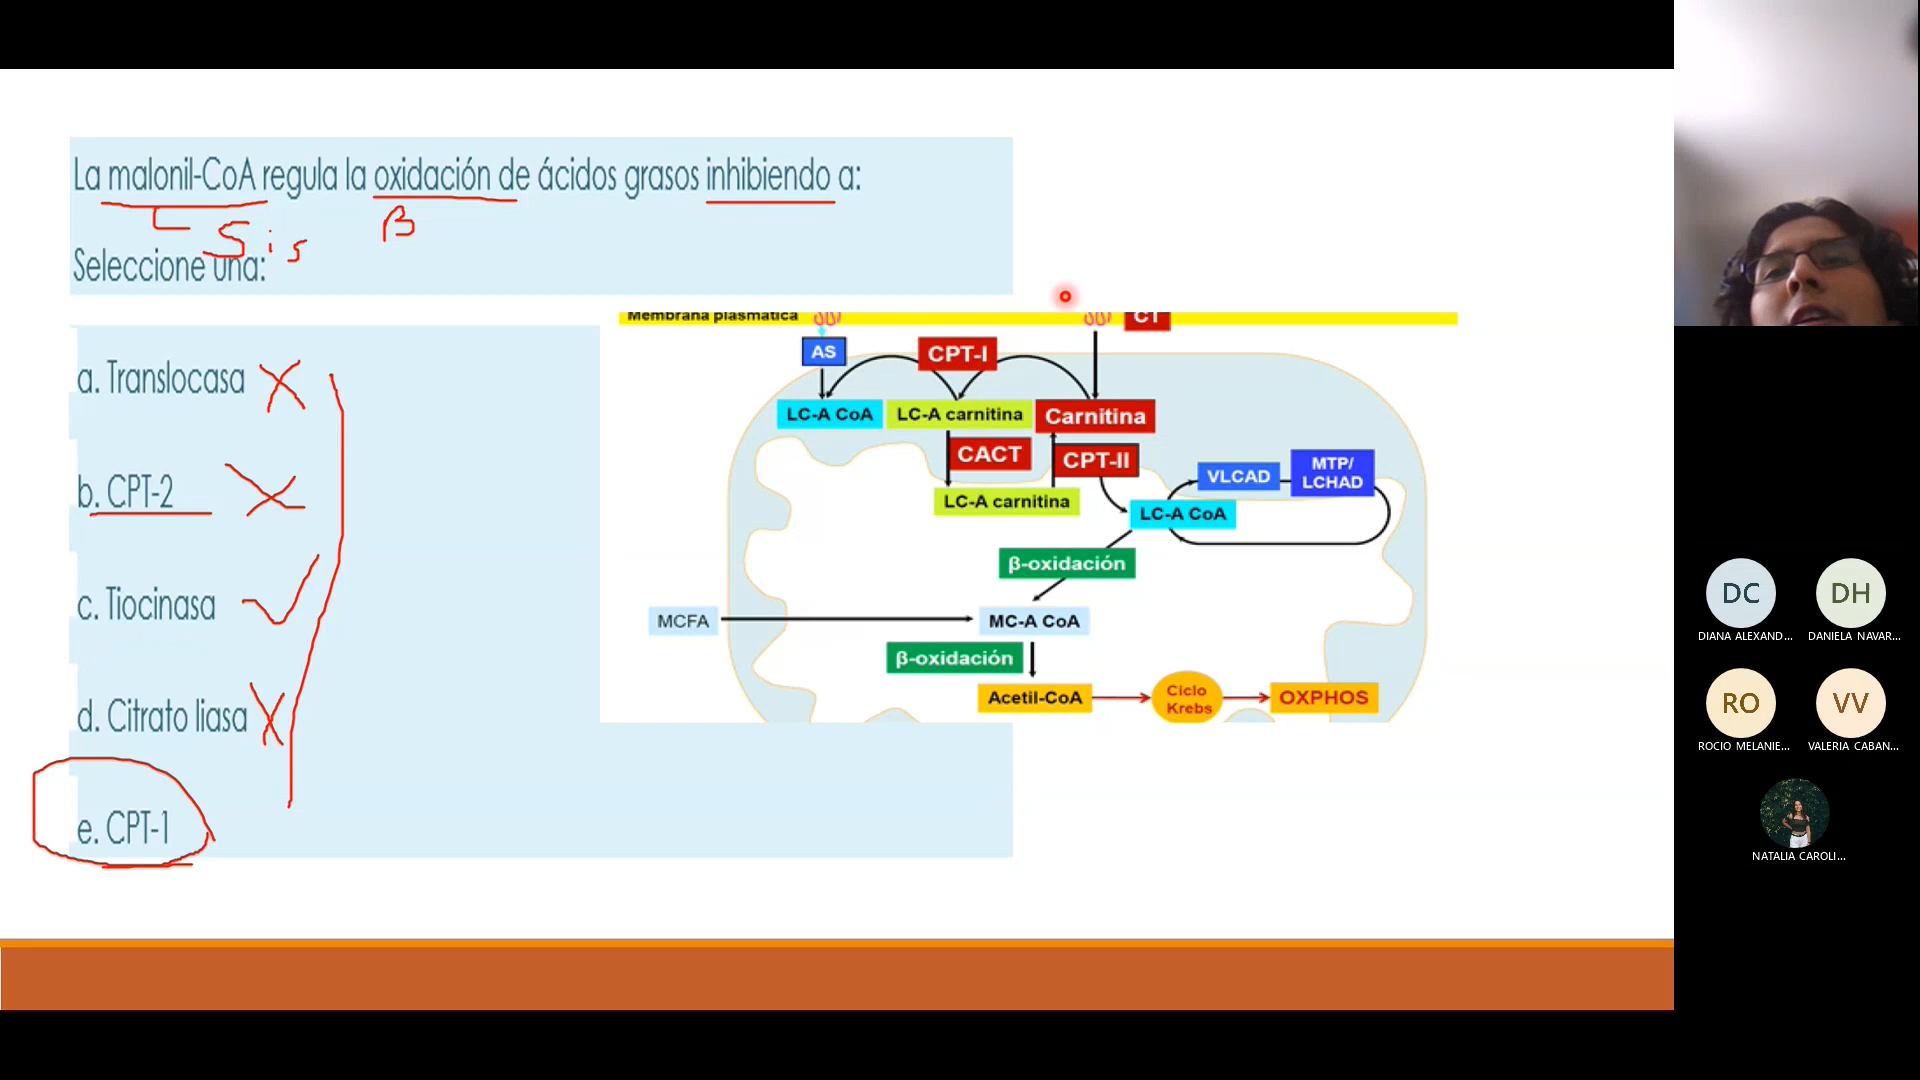 La malonil-CoA regula la oxidación de ácidos grasos inhibiendo a:
Sis
β
Seleccione una:
a. Translocasa
b. CPT-2
c. Tiocinasa
d. Citrato liasa
e. CPT-1
Membrana plasmática
CT
AS
CPT-I
LC-A CoA
LC-A carnitina
Carnitina
CACT
CPT-II
LC-A carnitina
VLCAD
MTP/
LCHAD
LC-A CoA
β-oxidación
MCFA
MC-A CoA
β-oxidación
Acetil-CoA
Ciclo
Krebs
OXPHOS
DC
DIANA ALEXAND...
DH
DANIELA NAVAR...
RO
ROCIO MELANIE...
VV
VALERIA CABAN...
NATALIA CAROLI...